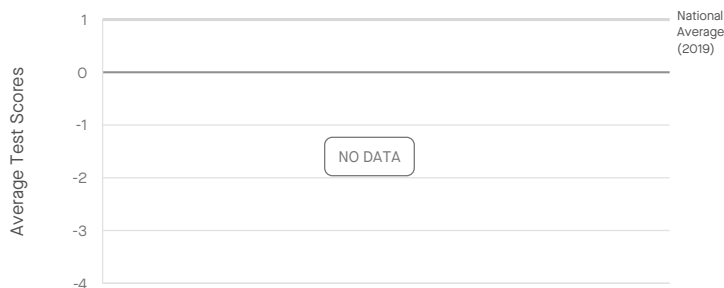 National
Average
(2019)
1
0
-1
-2
-3
-4
Average Test Scores
NO DATA